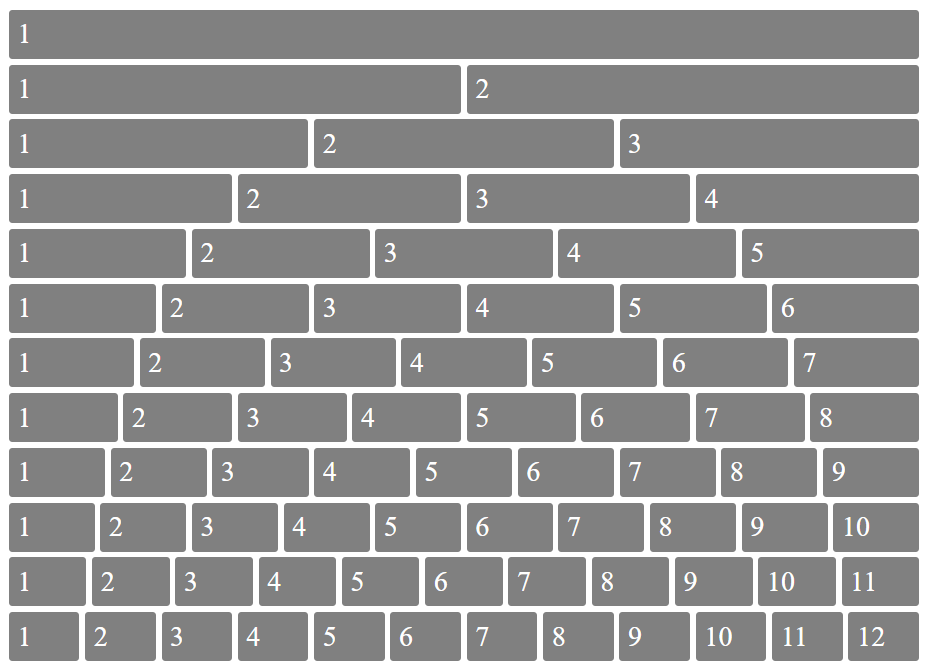 1
1 2
1 2 3
1 2 3 4
1 2 3 4 5
1 2 3 4 5 6
1 2 3 4 5 6 7
1 2 3 4 5 6 7 8
1 2 3 4 5 6 7 8 9
1 2 3 4 5 6 7 8 9 10
1 2 3 4 5 6 7 8 9 10 11
1 2 3 4 5 6 7 8 9 10 11 12